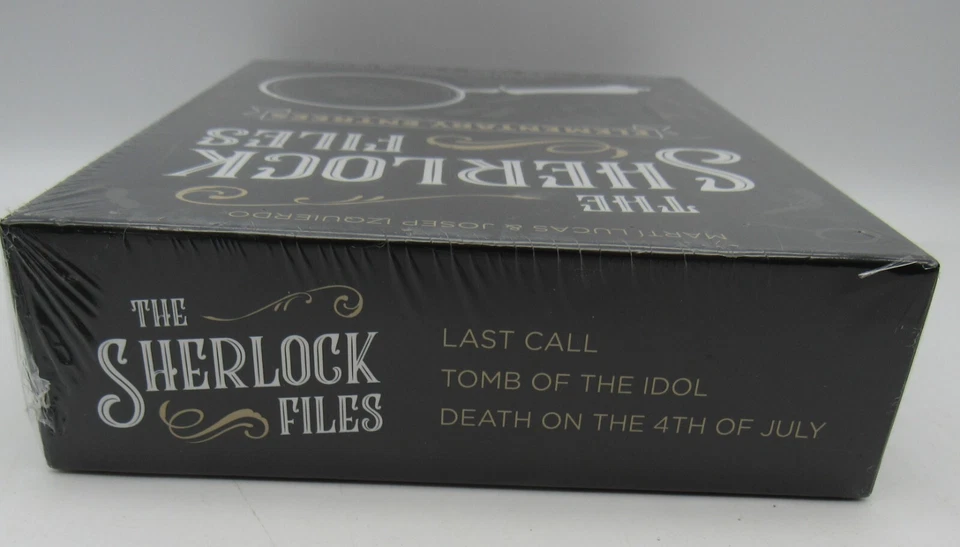 MARTÍ LUCAS & JOSEP IZQUIERDO
THE
SHERLOCK
FILES
ELEMENTARY ENTREES
THE
SHERLOCK
FILES
LAST CALL
TOMB OF THE IDOL
DEATH ON THE 4TH OF JULY